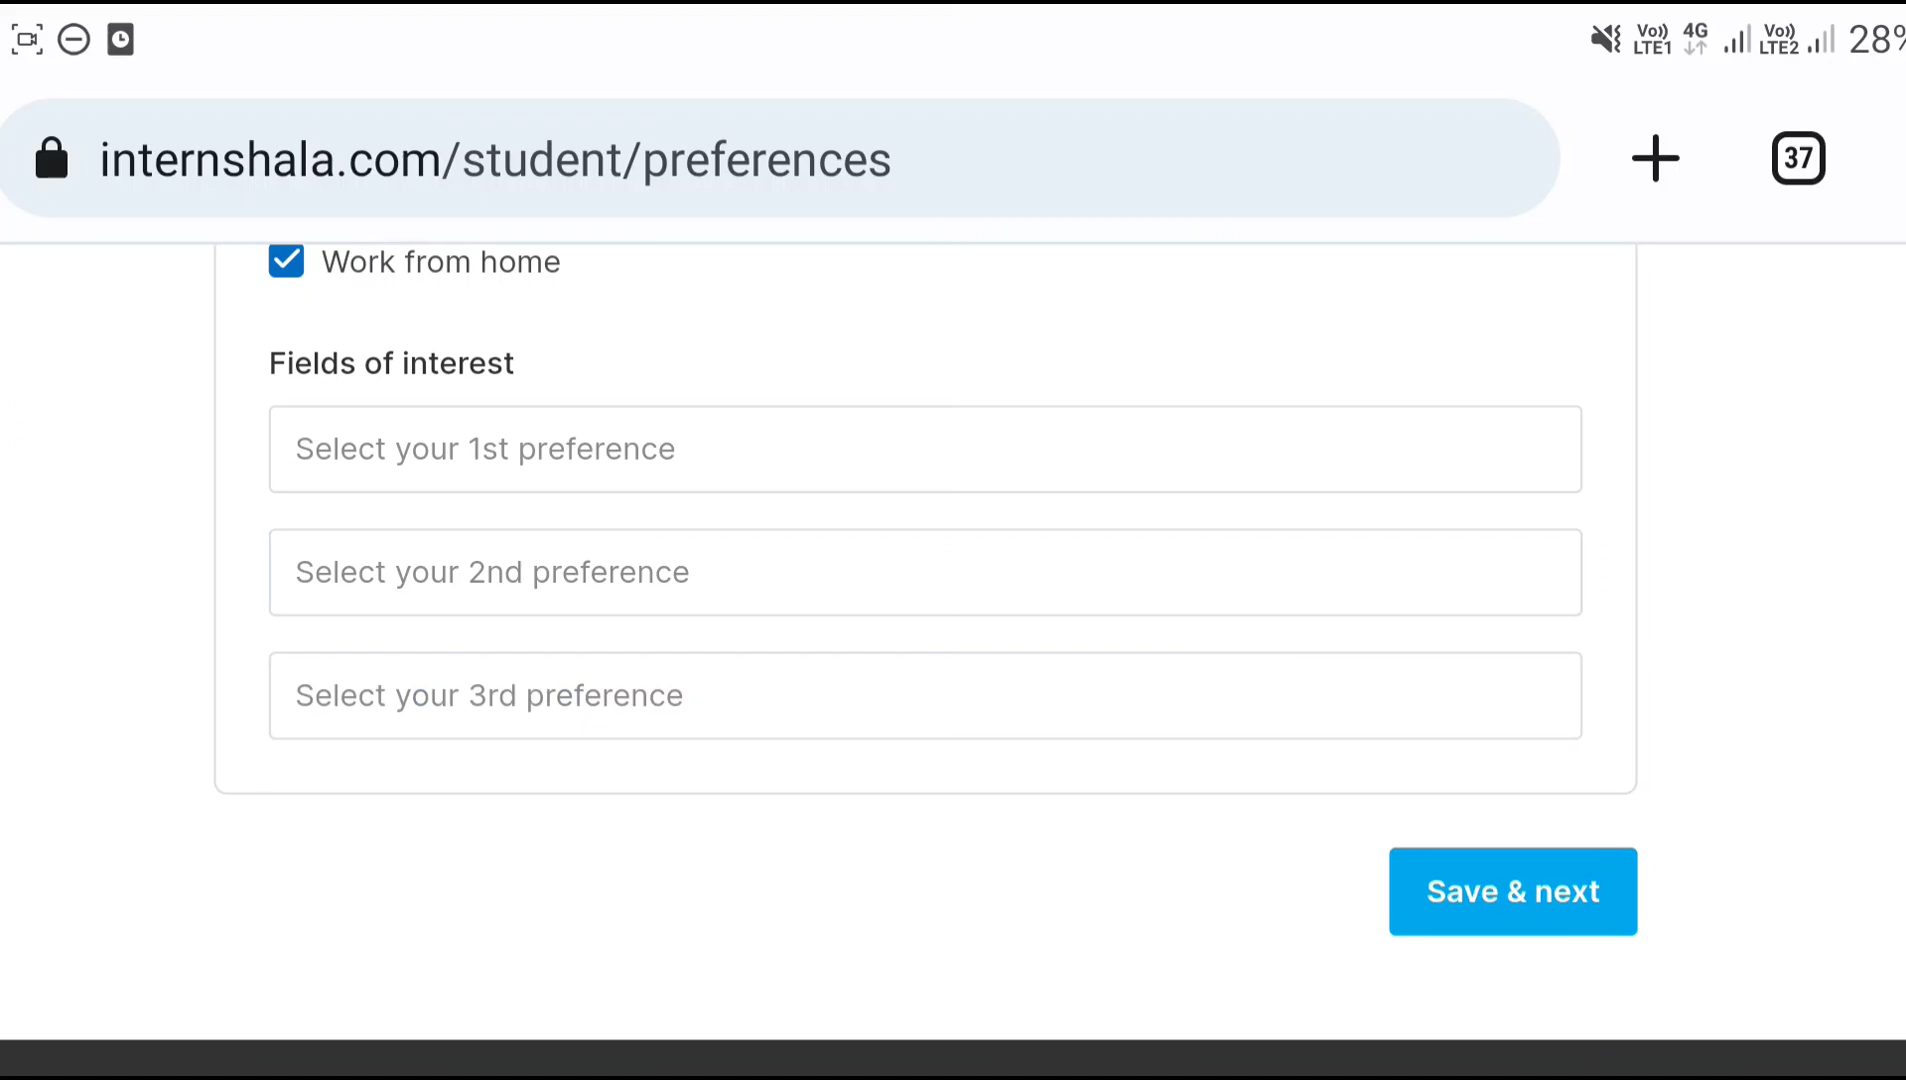 Vo)) LTE1 4G Vo)) LTE2 28%
internshala.com/student/preferences
37
Work from home
Fields of interest
Select your 1st preference
Select your 2nd preference
Select your 3rd preference
Save & next